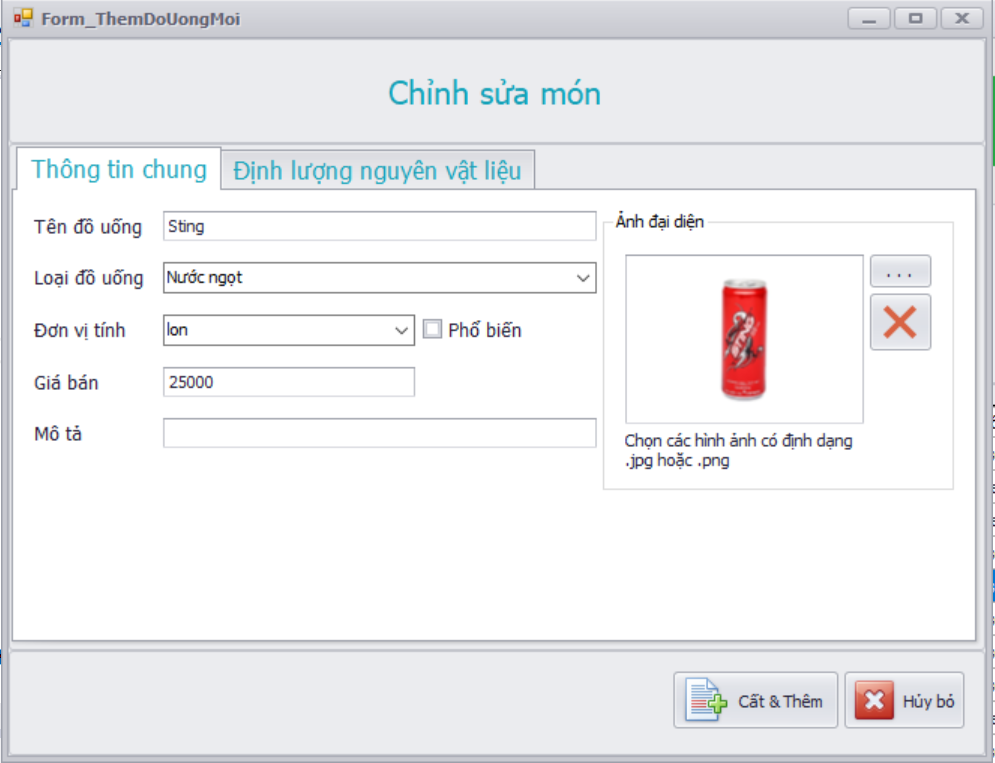 Form_ThemDoUongMoi
Chỉnh sửa món
Thông tin chung
Định lượng nguyên vật liệu
Tên đồ uống
Sting
Loại đồ uống
Nước ngọt
Đơn vị tính
lon
Phổ biến
Giá bán
25000
Mô tả
Ảnh đại diện
...
Chọn các hình ảnh có định dạng
.jpg hoặc .png
Cất & Thêm
Hủy bỏ